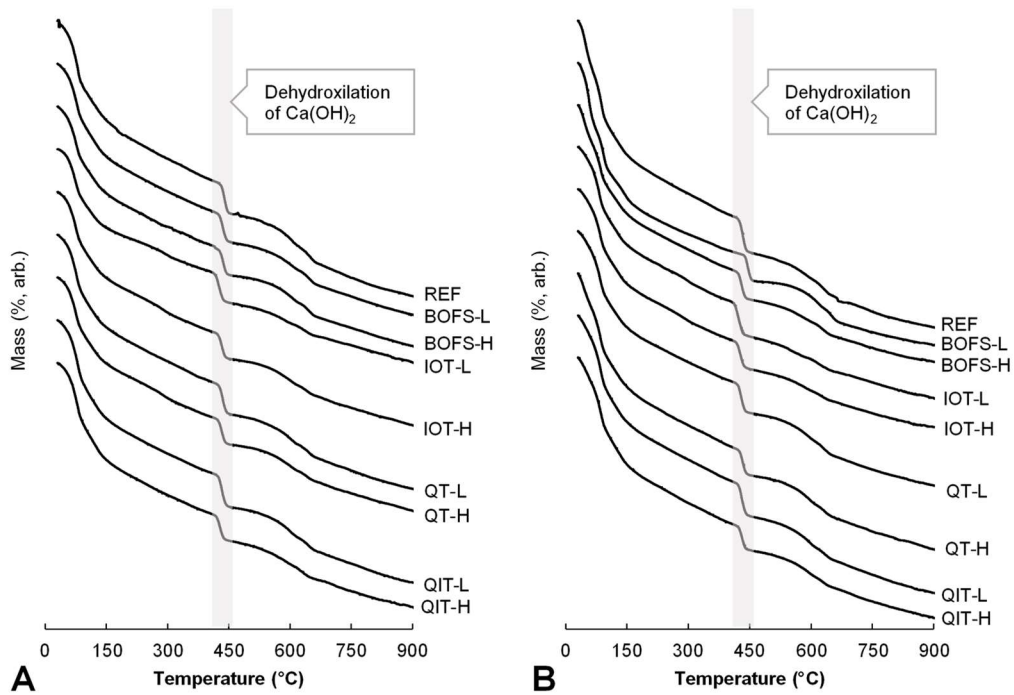 Dehydroxilation
of Ca(OH)2
Mass (%, arb.)
REF
BOFS-L
BOFS-H
IOT-L
IOT-H
QT-L
QT-H
QIT-L
QIT-H
0 150 300 450 600 750 900
A Temperature (°C)
Dehydroxilation
of Ca(OH)2
Mass (%, arb.)
REF
BOFS-L
BOFS-H
IOT-L
IOT-H
QT-L
QT-H
QIT-L
QIT-H
0 150 300 450 600 750 900
B Temperature (°C)